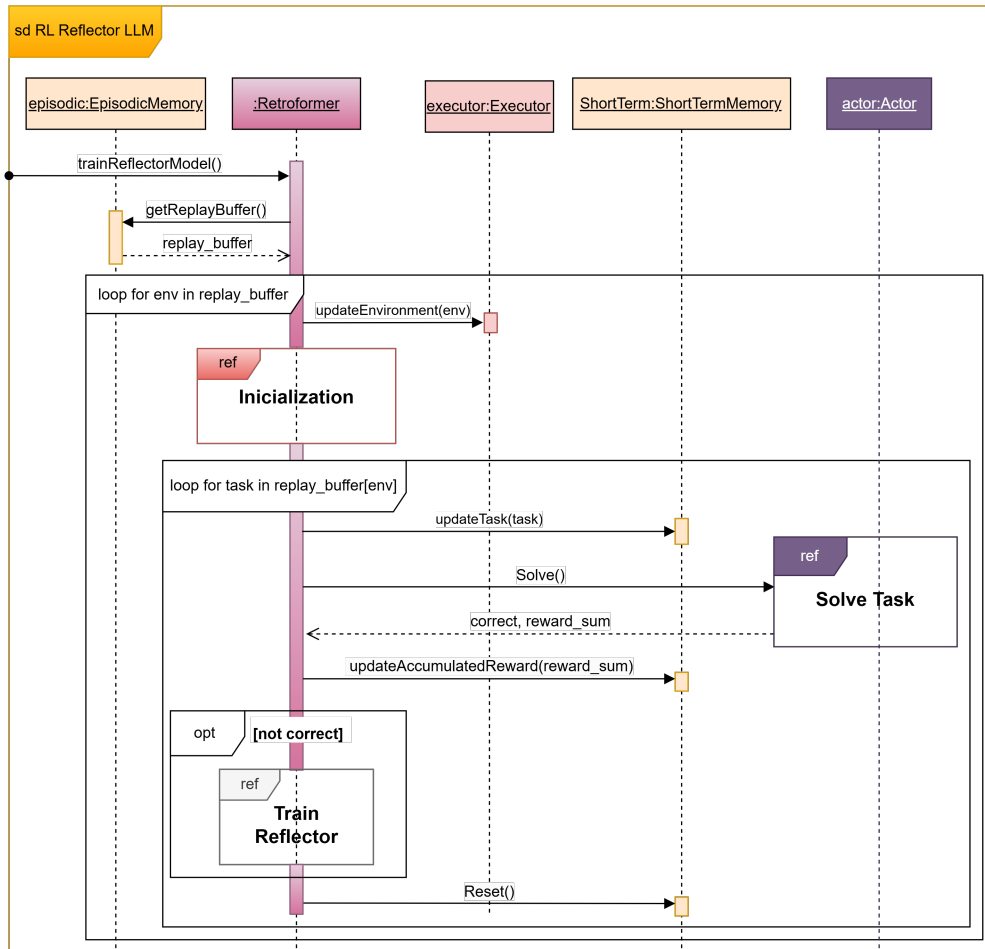 sd RL Reflector LLM
episodic:EpisodicMemory
:Retroformer
executor:Executor
ShortTerm:ShortTermMemory
actor:Actor
trainReflectorModel()
getReplayBuffer()
replay_buffer
loop for env in replay_buffer
updateEnvironment(env)
ref
Inicialization
loop for task in replay_buffer[env]
updateTask(task)
ref
Solve()
Solve Task
correct, reward_sum
updateAccumulatedReward(reward_sum)
opt
[not correct]
ref
Train
Reflector
Reset()